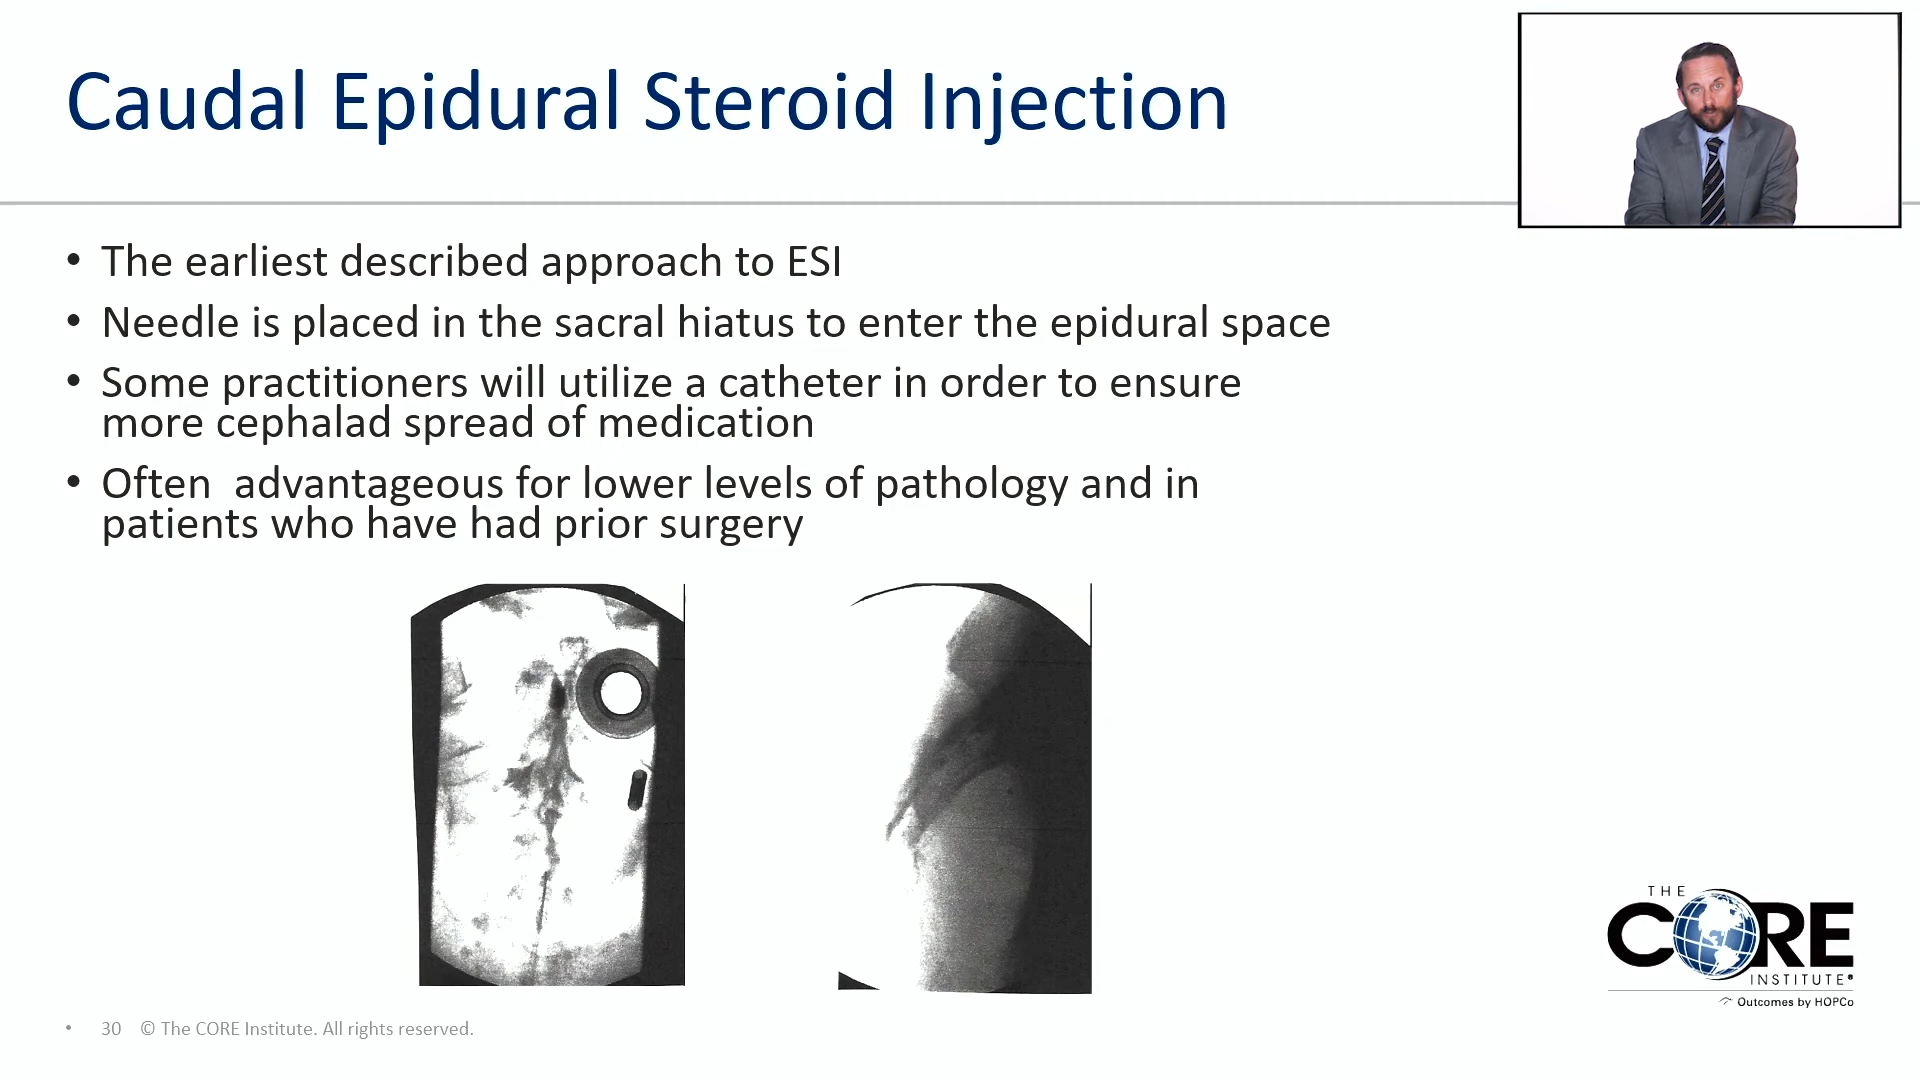 Caudal Epidural Steroid Injection
• The earliest described approach to ESI
• Needle is placed in the sacral hiatus to enter the epidural space
• Some practitioners will utilize a catheter in order to ensure
more cephalad spread of medication
• Often  advantageous for lower levels of pathology and in
patients who have had prior surgery
THE
CORE
INSTITUTE®
Outcomes by HOPCo
• 30 © The CORE Institute. All rights reserved.